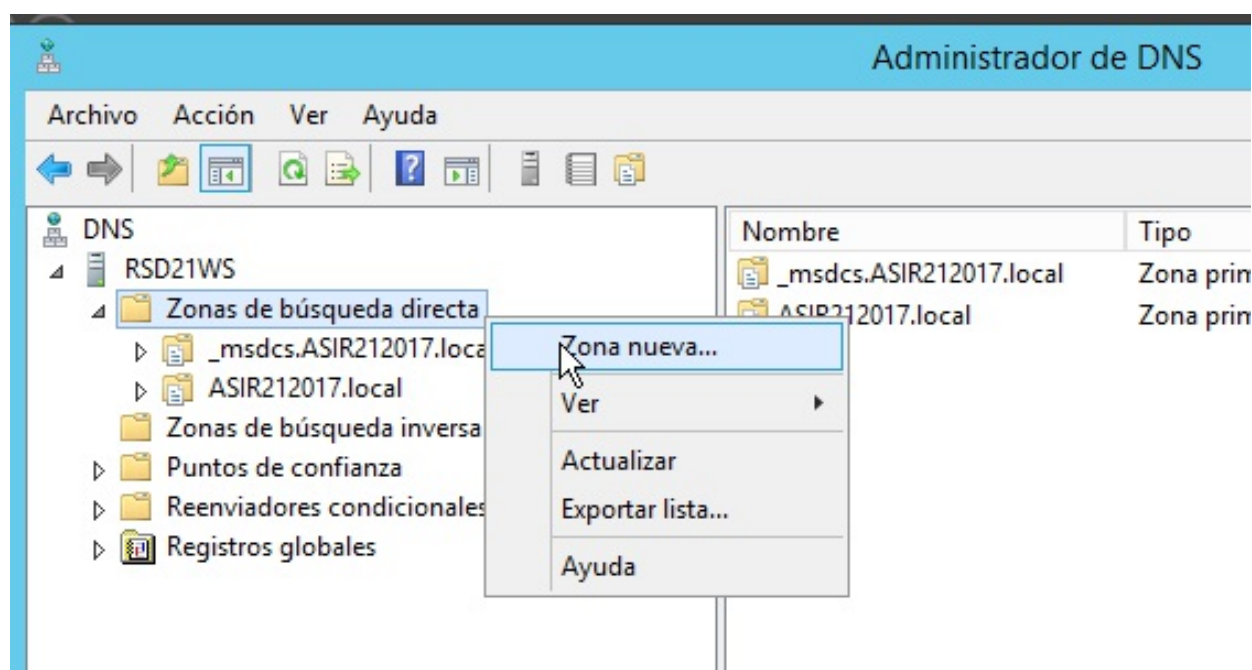 Administrador de DNS
Archivo Acción Ver Ayuda
DNS
RSD21WS
Zonas de búsqueda directa
_msdcs.ASIR212017.loca
ASIR212017.local
Zonas de búsqueda inversa
Puntos de confianza
Reenviadores condicionales
Registros globales
Zona nueva...
Ver
Actualizar
Exportar lista...
Ayuda
Nombre Tipo
_msdcs.ASIR212017.local Zona prim
ASIR212017.local Zona prim